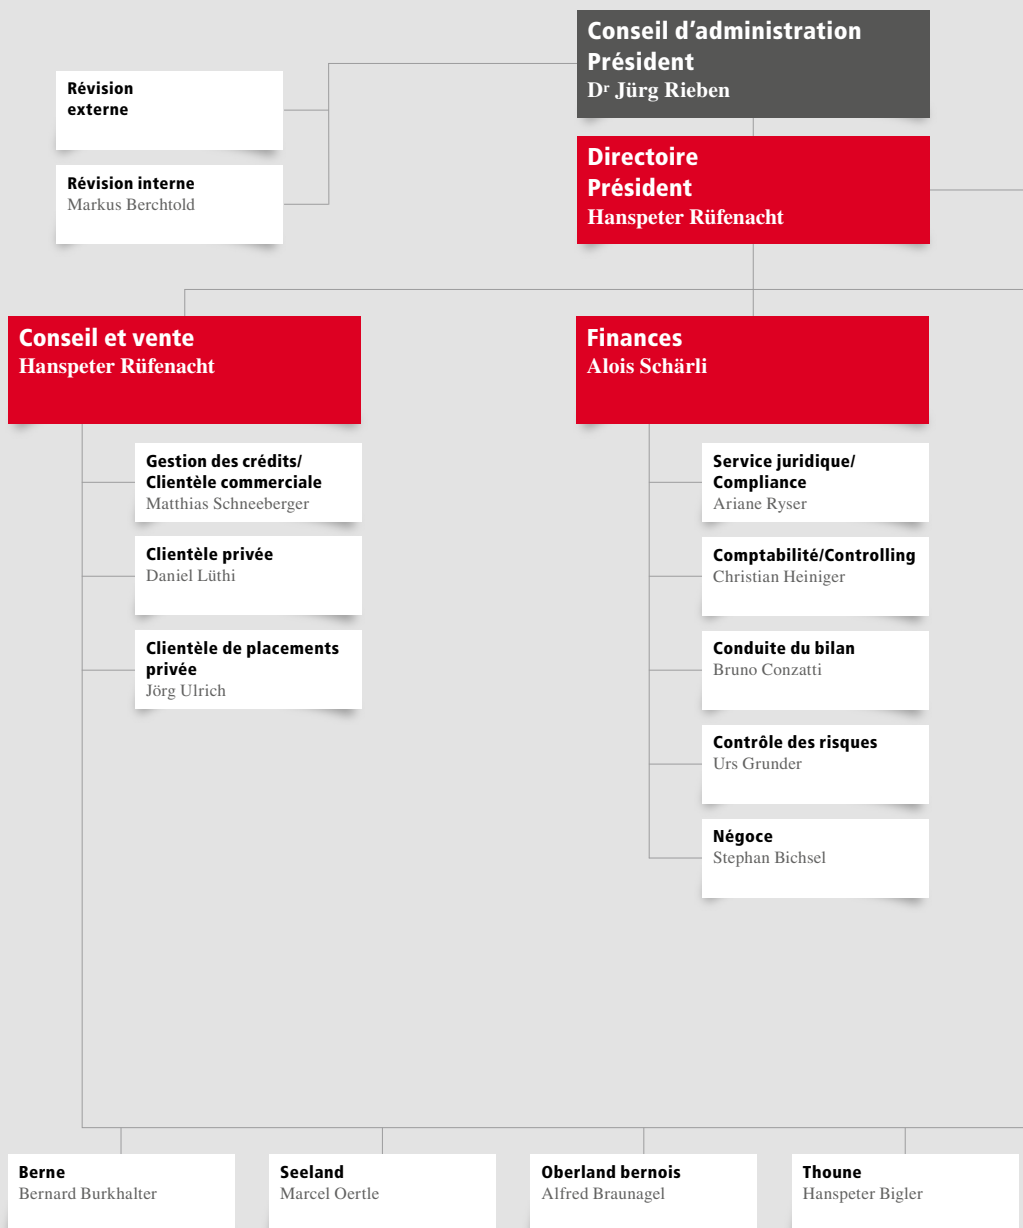 Conseil d’administration
Président
Dʳ Jürg Rieben
Révision
externe
Révision interne
Markus Berchtold
Directoire
Président
Hanspeter Rüfenacht
Conseil et vente
Hanspeter Rüfenacht
Gestion des crédits/
Clientèle commerciale
Matthias Schneeberger
Clientèle privée
Daniel Lüthi
Clientèle de placements
privée
Jörg Ulrich
Finances
Alois Schärli
Service juridique/
Compliance
Ariane Ryser
Comptabilité/Controlling
Christian Heiniger
Conduite du bilan
Bruno Conzatti
Contrôle des risques
Urs Grunder
Négoce
Stephan Bichsel
Berne
Bernard Burkhalter
Seeland
Marcel Oertle
Oberland bernois
Alfred Braunagel
Thoune
Hanspeter Bigler